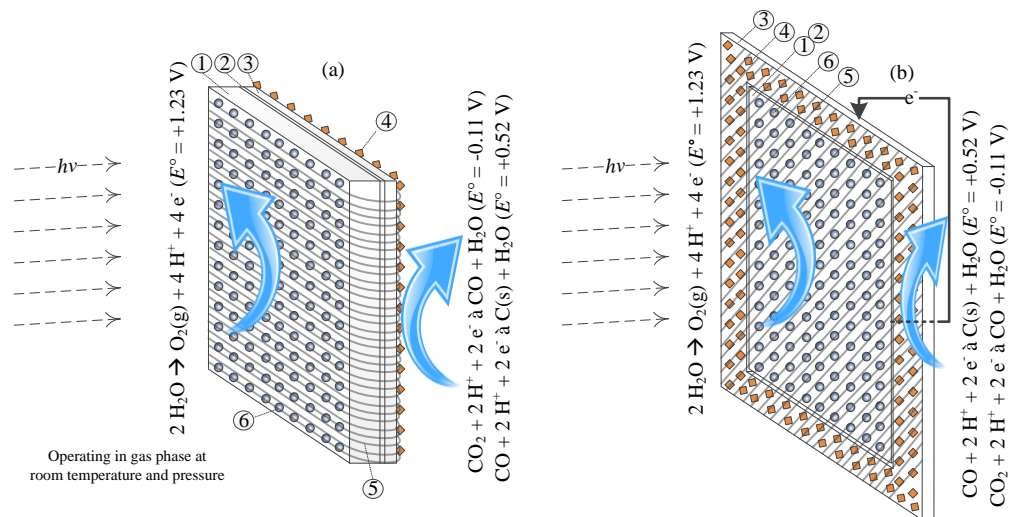 (a)
① ② ③
④
hν
2 H₂O → O₂(g) + 4 H⁺ + 4 e⁻ (E° = +1.23 V)
CO₂ + 2 H⁺ + 2 e⁻ à CO + H₂O (E° = -0.11 V)
CO + 2 H⁺ + 2 e⁻ à C(s) + H₂O (E° = +0.52 V)
⑥
⑤
Operating in gas phase at
room temperature and pressure
(b)
③
④
①
②
⑥
⑤
e⁻
hν
2 H₂O → O₂(g) + 4 H⁺ + 4 e⁻ (E° = +1.23 V)
CO + 2 H⁺ + 2 e⁻ à C(s) + H₂O (E° = +0.52 V)
CO₂ + 2 H⁺ + 2 e⁻ à CO + H₂O (E° = -0.11 V)